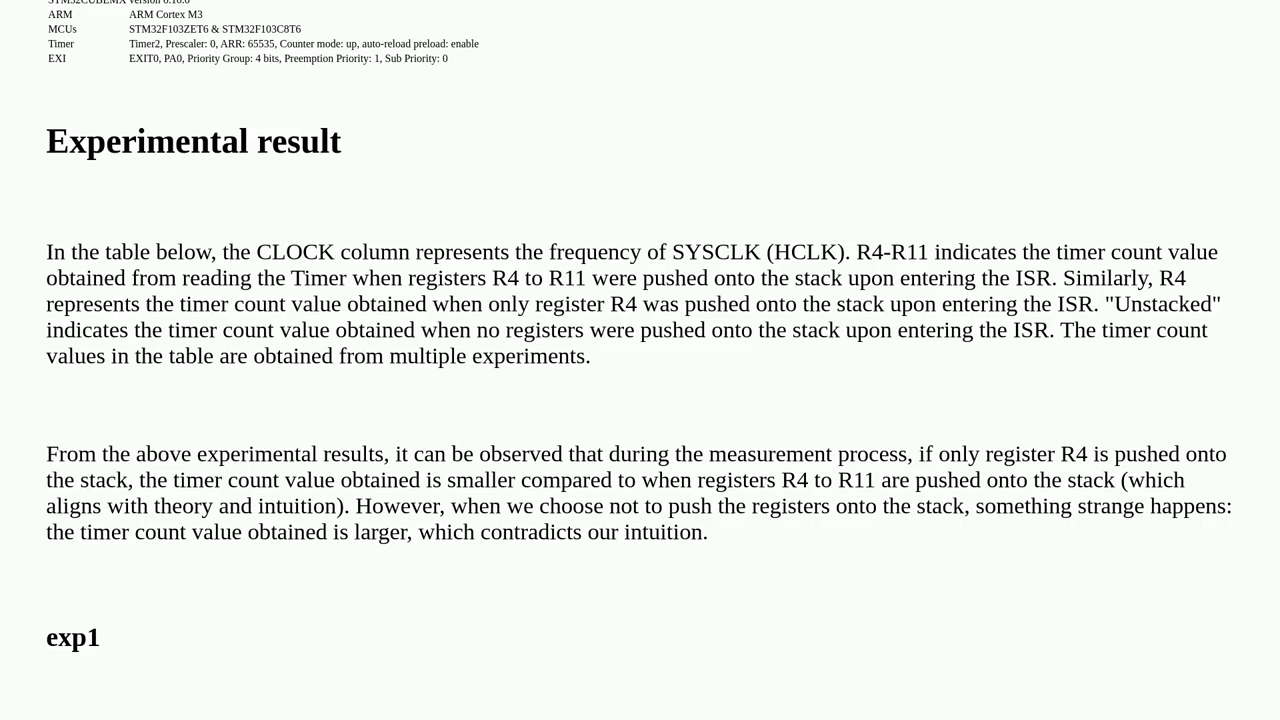 STM32CUBEMX version 6.10.0
ARM ARM Cortex M3
MCUs STM32F103ZET6 & STM32F103C8T6
Timer Timer2, Prescaler: 0, ARR: 65535, Counter mode: up, auto-reload preload: enable
EXI EXIT0, PA0, Priority Group: 4 bits, Preemption Priority: 1, Sub Priority: 0
Experimental result
In the table below, the CLOCK column represents the frequency of SYSCLK (HCLK). R4-R11 indicates the timer count value
obtained from reading the Timer when registers R4 to R11 were pushed onto the stack upon entering the ISR. Similarly, R4
represents the timer count value obtained when only register R4 was pushed onto the stack upon entering the ISR. "Unstacked"
indicates the timer count value obtained when no registers were pushed onto the stack upon entering the ISR. The timer count
values in the table are obtained from multiple experiments.
From the above experimental results, it can be observed that during the measurement process, if only register R4 is pushed onto
the stack, the timer count value obtained is smaller compared to when registers R4 to R11 are pushed onto the stack (which
aligns with theory and intuition). However, when we choose not to push the registers onto the stack, something strange happens:
the timer count value obtained is larger, which contradicts our intuition.
exp1